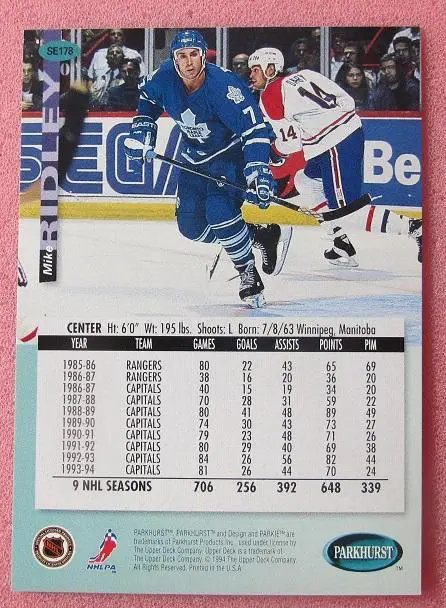 SE178
Mike RIDLEY
SEGA
Be
7
14
14
CENTER Ht: 6'0" Wt: 195 lbs. Shoots: L Born: 7/8/63 Winnipeg, Manitoba
YEAR TEAM GAMES GOALS ASSISTS POINTS PIM
1985-86 RANGERS 80 22 43 65 69
1986-87 RANGERS 38 16 20 36 20
1986-87 CAPITALS 40 15 19 34 20
1987-88 CAPITALS 70 28 31 59 22
1988-89 CAPITALS 80 41 48 89 49
1989-90 CAPITALS 74 30 43 73 27
1990-91 CAPITALS 79 23 48 71 26
1991-92 CAPITALS 80 29 40 69 38
1992-93 CAPITALS 84 26 56 82 44
1993-94 CAPITALS 81 26 44 70 24
9 NHL SEASONS 706 256 392 648 339
PARKHURST™, PARKHURST and Design and PARKIE™ are
trademarks of Parkhurst Products Inc., used under license by
The Upper Deck Company. Upper Deck is a trademark of
The Upper Deck Company. © 1994 The Upper Deck Company.
All Rights Reserved. Printed in the U.S.A.
NHL
NHLPA
PARKHURST
TM